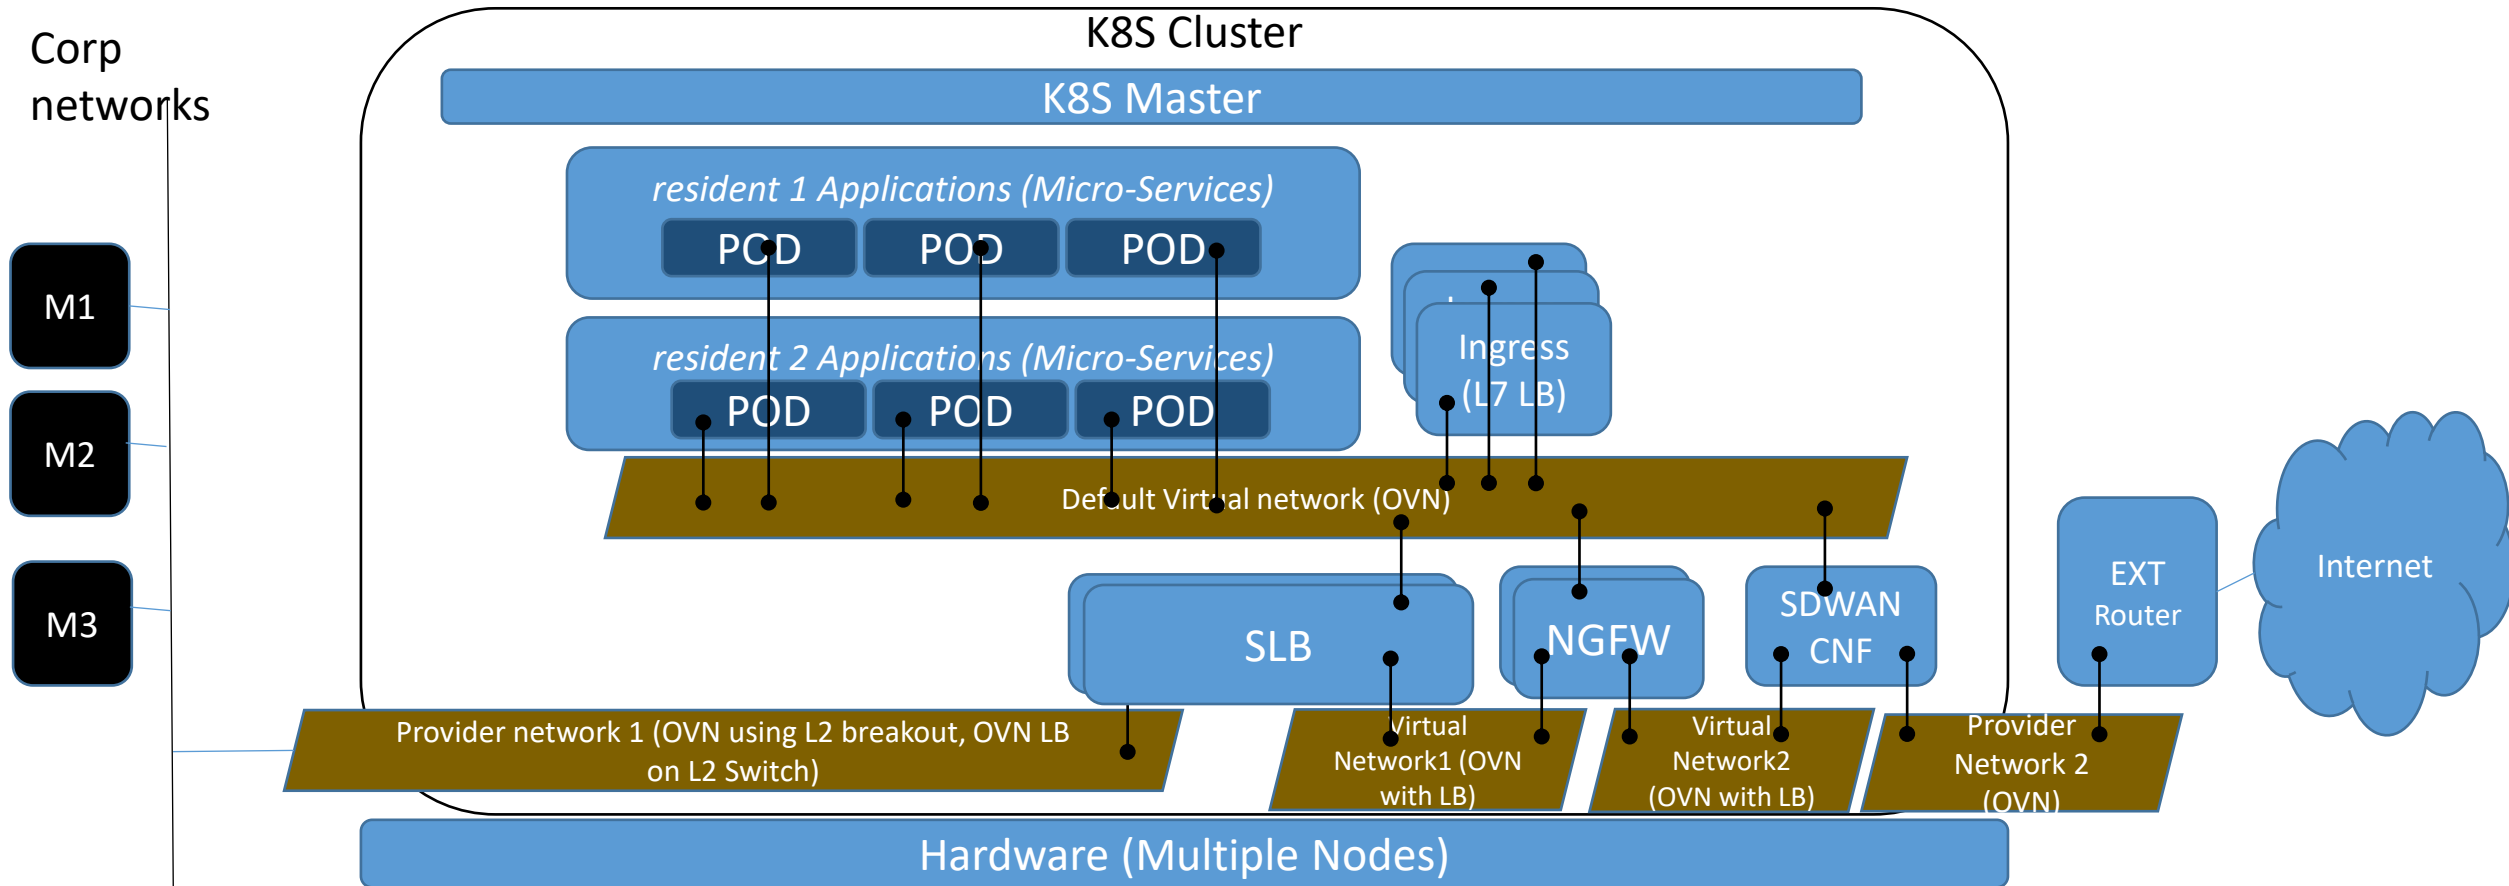 Corp
networks
K8S Cluster
K8S Master
resident 1 Applications (Micro-Services)
POD
POD
POD
resident 2 Applications (Micro-Services)
POD
POD
POD
Ingress
(L7 LB)
M1
M2
M3
Default Virtual network (OVN)
SLB
NGFW
SDWAN
CNF
EXT
Router
Internet
Provider network 1 (OVN using L2 breakout, OVN LB
on L2 Switch)
Virtual
Network1 (OVN
with LB)
Virtual
Network2
(OVN with LB)
Provider
Network 2
(OVN)
Hardware (Multiple Nodes)